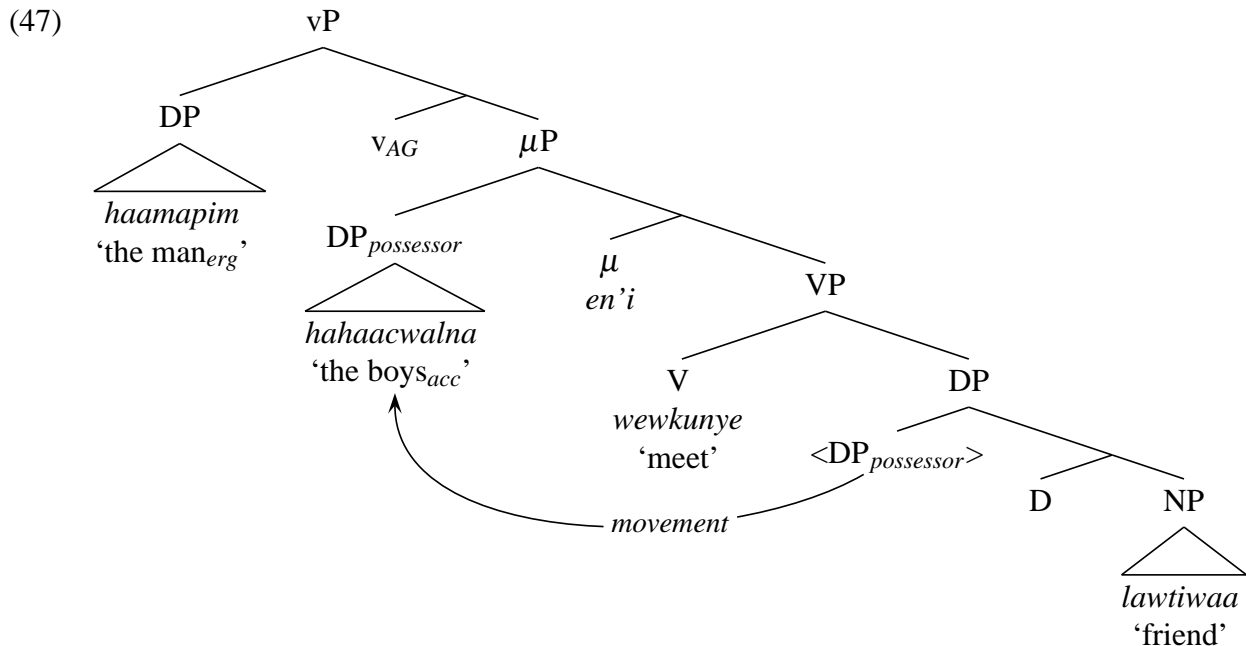 (47)
vP
DP
v_AG
μP
haamapim
‘the man_erg’
DP_possessor
μ
en’i
VP
hahaacwalna
‘the boys_acc’
V
DP
wewkunye
‘meet’
<DP_possessor>
D
NP
movement
lawtiwaa
‘friend’